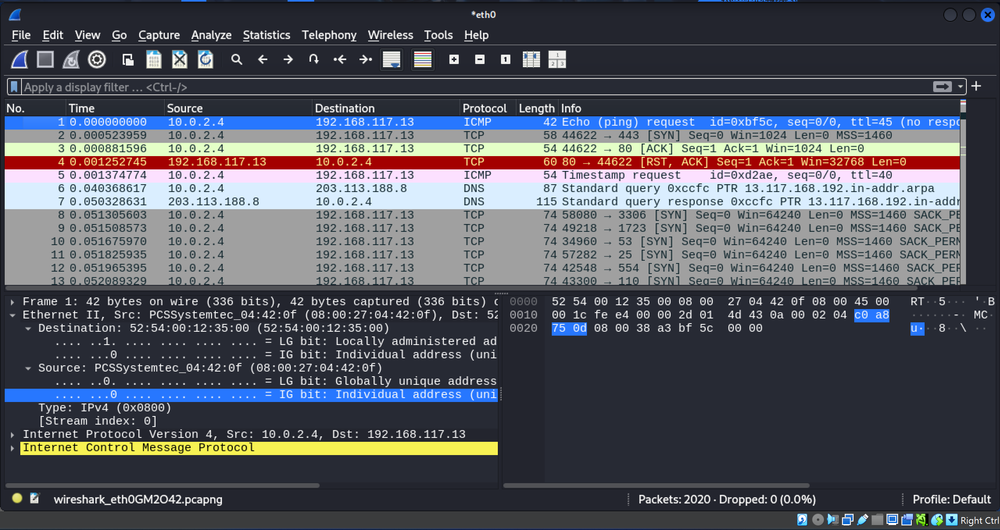 *eth0
File Edit View Go Capture Analyze Statistics Telephony Wireless Tools Help
Apply a display filter … <Ctrl-/>
No. Time Source Destination Protocol Length Info
1 0.000000000 10.0.2.4 192.168.117.13 ICMP 42 Echo (ping) request id=0xbf5c, seq=0/0, ttl=45 (no respo
2 0.000523959 10.0.2.4 192.168.117.13 TCP 58 44622 → 443 [SYN] Seq=0 Win=1024 Len=0 MSS=1460
3 0.000881596 10.0.2.4 192.168.117.13 TCP 54 44622 → 80 [ACK] Seq=1 Ack=1 Win=1024 Len=0
4 0.001252745 192.168.117.13 10.0.2.4 TCP 60 80 → 44622 [RST, ACK] Seq=1 Ack=1 Win=32768 Len=0
5 0.001374774 10.0.2.4 192.168.117.13 ICMP 54 Timestamp request id=0xd2ae, seq=0/0, ttl=40
6 0.040368617 10.0.2.4 203.113.188.8 DNS 87 Standard query 0xccfc PTR 13.117.168.192.in-addr.arpa
7 0.050328631 203.113.188.8 10.0.2.4 DNS 115 Standard query response 0xccfc PTR 13.117.168.192.in-addr
8 0.051305603 10.0.2.4 192.168.117.13 TCP 74 58080 → 3306 [SYN] Seq=0 Win=64240 Len=0 MSS=1460 SACK_PE
9 0.051508573 10.0.2.4 192.168.117.13 TCP 74 49218 → 1723 [SYN] Seq=0 Win=64240 Len=0 MSS=1460 SACK_PE
10 0.051675970 10.0.2.4 192.168.117.13 TCP 74 34960 → 53 [SYN] Seq=0 Win=64240 Len=0 MSS=1460 SACK_PERM
11 0.051825935 10.0.2.4 192.168.117.13 TCP 74 57282 → 25 [SYN] Seq=0 Win=64240 Len=0 MSS=1460 SACK_PERM
12 0.051965395 10.0.2.4 192.168.117.13 TCP 74 42548 → 554 [SYN] Seq=0 Win=64240 Len=0 MSS=1460 SACK_PER
13 0.052089329 10.0.2.4 192.168.117.13 TCP 74 43300 → 110 [SYN] Seq=0 Win=64240 Len=0 MSS=1460 SACK_PER
Frame 1: 42 bytes on wire (336 bits), 42 bytes captured (336 bits) o
Ethernet II, Src: PCSSystemtec_04:42:0f (08:00:27:04:42:0f), Dst: 52
Destination: 52:54:00:12:35:00 (52:54:00:12:35:00)
.... ..1. .... .... .... .... = LG bit: Locally administered ad
.... ...0 .... .... .... .... = IG bit: Individual address (uni
Source: PCSSystemtec_04:42:0f (08:00:27:04:42:0f)
.... ..0. .... .... .... .... = LG bit: Globally unique address
.... ...0 .... .... .... .... = IG bit: Individual address (uni
Type: IPv4 (0x0800)
[Stream index: 0]
Internet Protocol Version 4, Src: 10.0.2.4, Dst: 192.168.117.13
Internet Control Message Protocol
0000 52 54 00 12 35 00 08 00 27 04 42 0f 08 00 45 00 RT··5··· '·B
0010 00 1c fe e4 00 00 2d 01 4d 43 0a 00 02 04 c0 a8 ······-· MC·
0020 75 0d 08 00 38 a3 bf 5c 00 00 u···8··\ ··
wireshark_eth0GM2O42.pcapng
Packets: 2020 · Dropped: 0 (0.0%)
Profile: Default
Right Ctrl